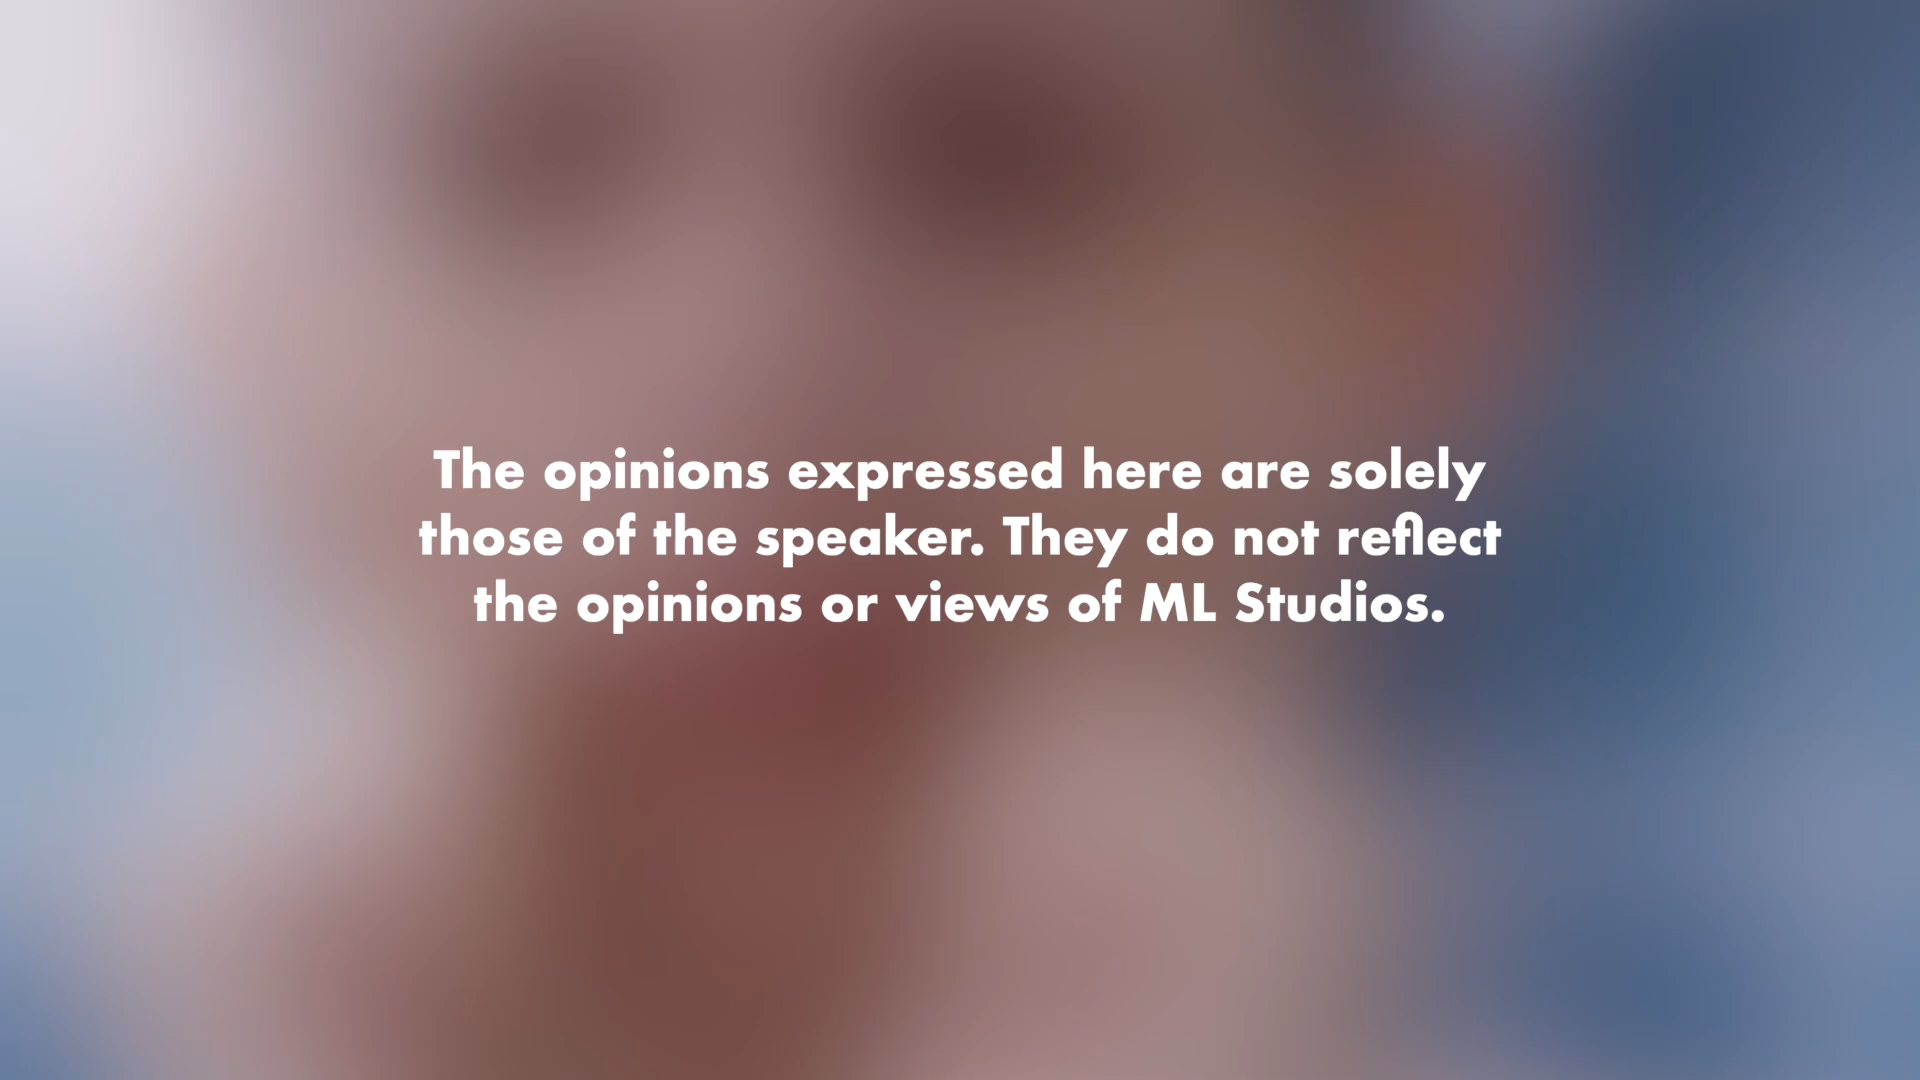 The opinions expressed here are solely
those of the speaker. They do not reflect
the opinions or views of ML Studios.